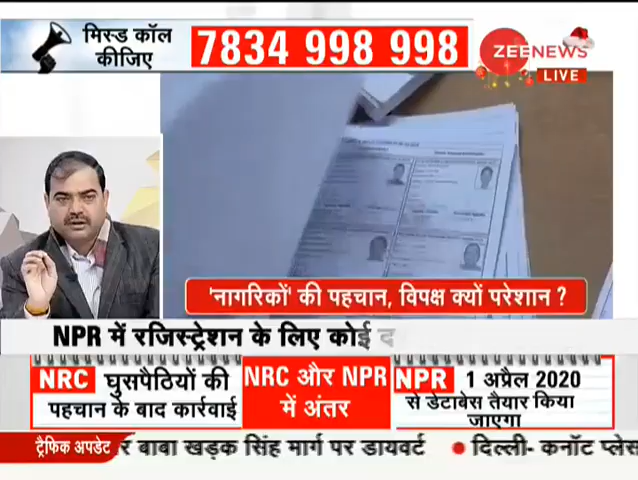 मिस्ड कॉल
कीजिए
7834 998 998
ZEENEWS
LIVE
'नागरिकों' की पहचान, विपक्ष क्यों परेशान ?
NPR में रजिस्ट्रेशन के लिए कोई
NRC घुसपैठियों की
पहचान के बाद कार्रवाई
NRC और NPR
में अंतर
NPR 1 अप्रैल 2020
से डेटाबेस तैयार किया
जाएगा
ट्रैफिक अपडेट
बाबा खड़क सिंह मार्ग पर डायवर्ट • दिल्ली- कनॉट प्लेस